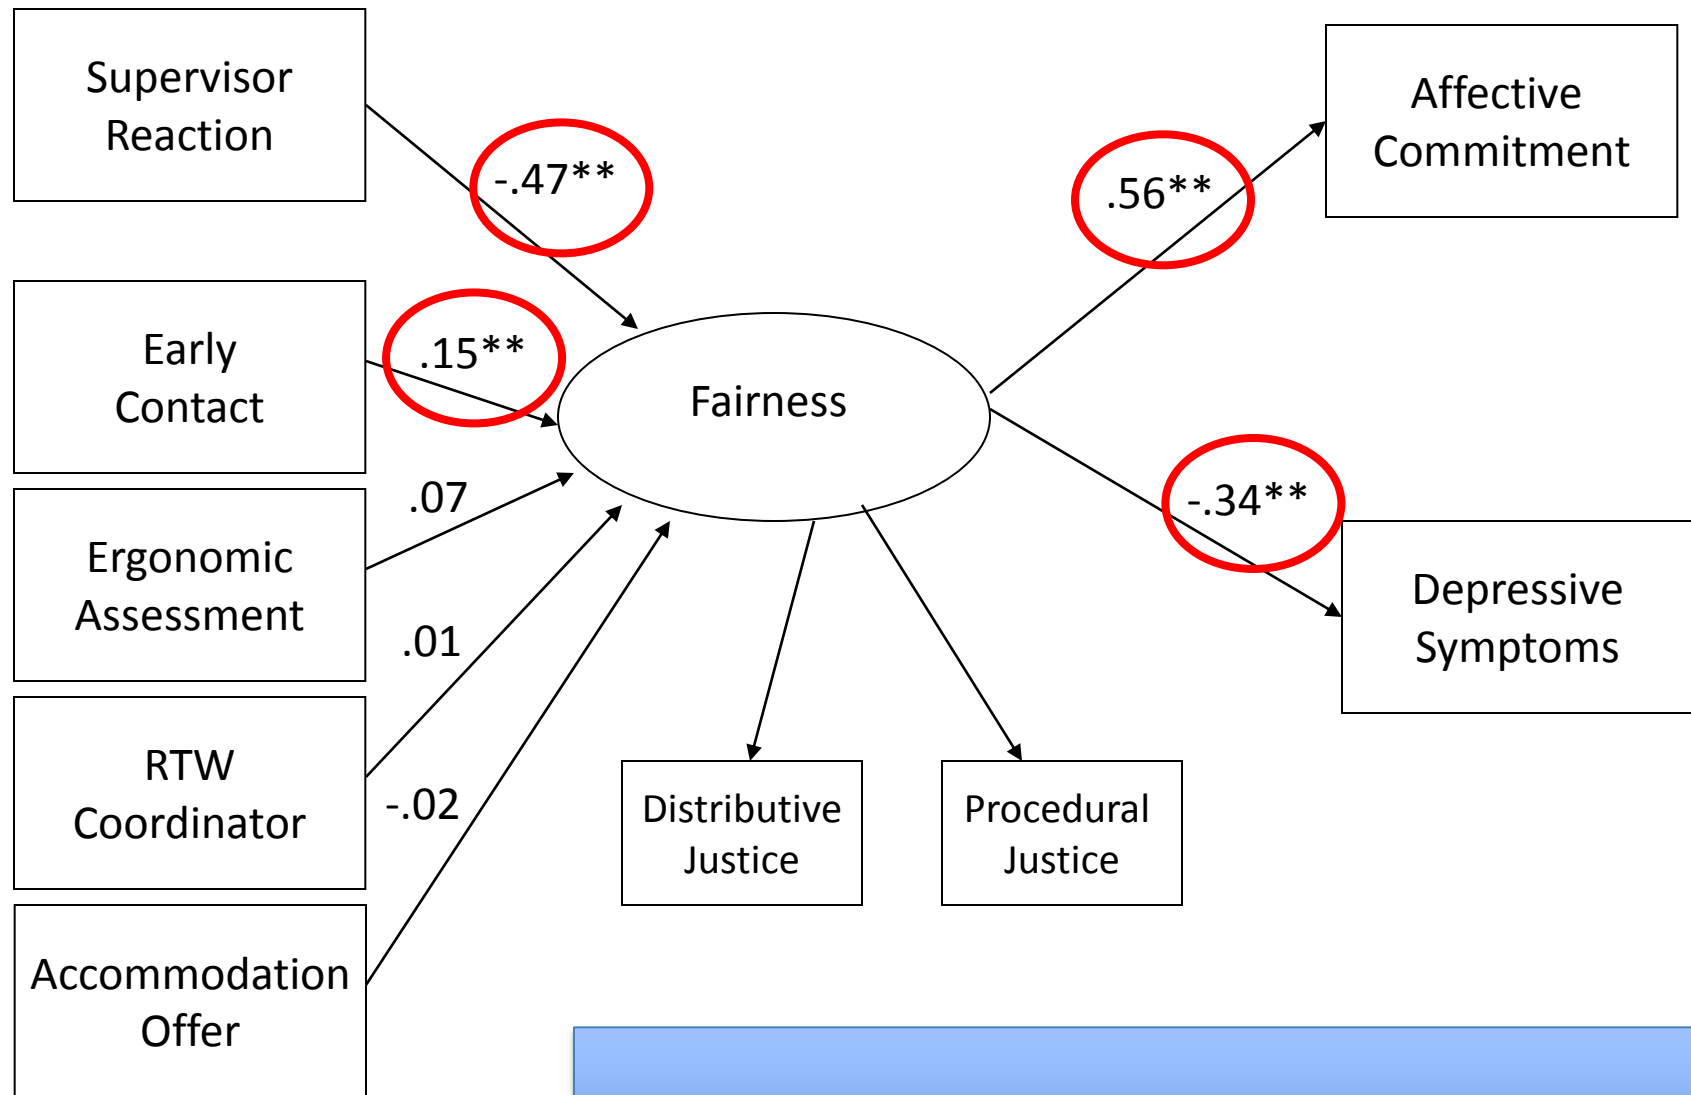 Supervisor
Reaction
-.47**
.56**
Affective
Commitment
Early
Contact
.15**
Fairness
Ergonomic
Assessment
.07
-.34**
Depressive
Symptoms
RTW
Coordinator
.01
Accommodation
Offer
-.02
Distributive
Justice
Procedural
Justice